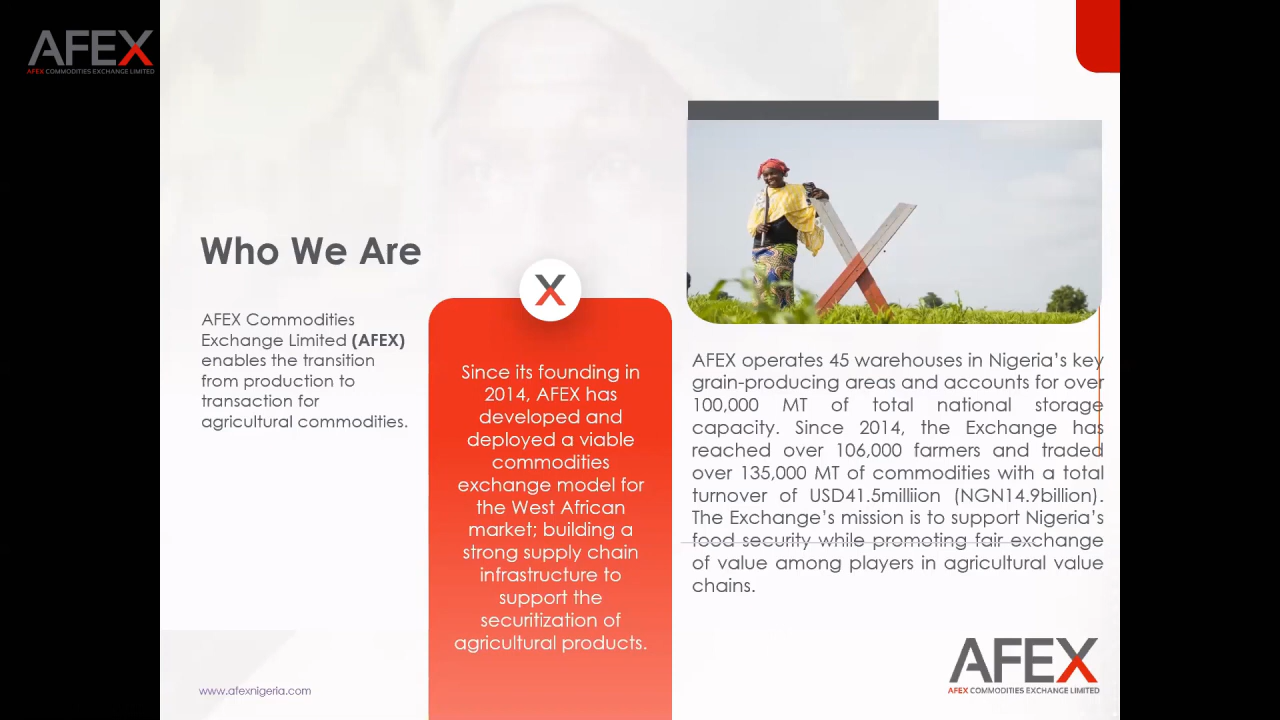 AFEX
AFEX COMMODITIES EXCHANGE LIMITED
Who We Are
AFEX Commodities
Exchange Limited (AFEX)
enables the transition
from production to
transaction for
agricultural commodities.
X
Since its founding in
2014, AFEX has
developed and
deployed a viable
commodities
exchange model for
the West African
market; building a
strong supply chain
infrastructure to
support the
securitization of
agricultural products.
AFEX operates 45 warehouses in Nigeria’s key
grain-producing areas and accounts for over
100,000 MT of total national storage
capacity. Since 2014, the Exchange has
reached over 106,000 farmers and traded
over 135,000 MT of commodities with a total
turnover of USD41.5milliion (NGN14.9billion).
The Exchange’s mission is to support Nigeria’s
food security while promoting fair exchange
of value among players in agricultural value
chains.
www.afexnigeria.com
AFEX
AFEX COMMODITIES EXCHANGE LIMITED